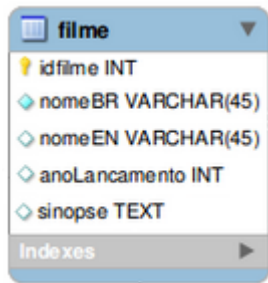 filme
idfilme INT
nomeBR VARCHAR(45)
nomeEN VARCHAR(45)
anoLancamento INT
sinopse TEXT
Indexes